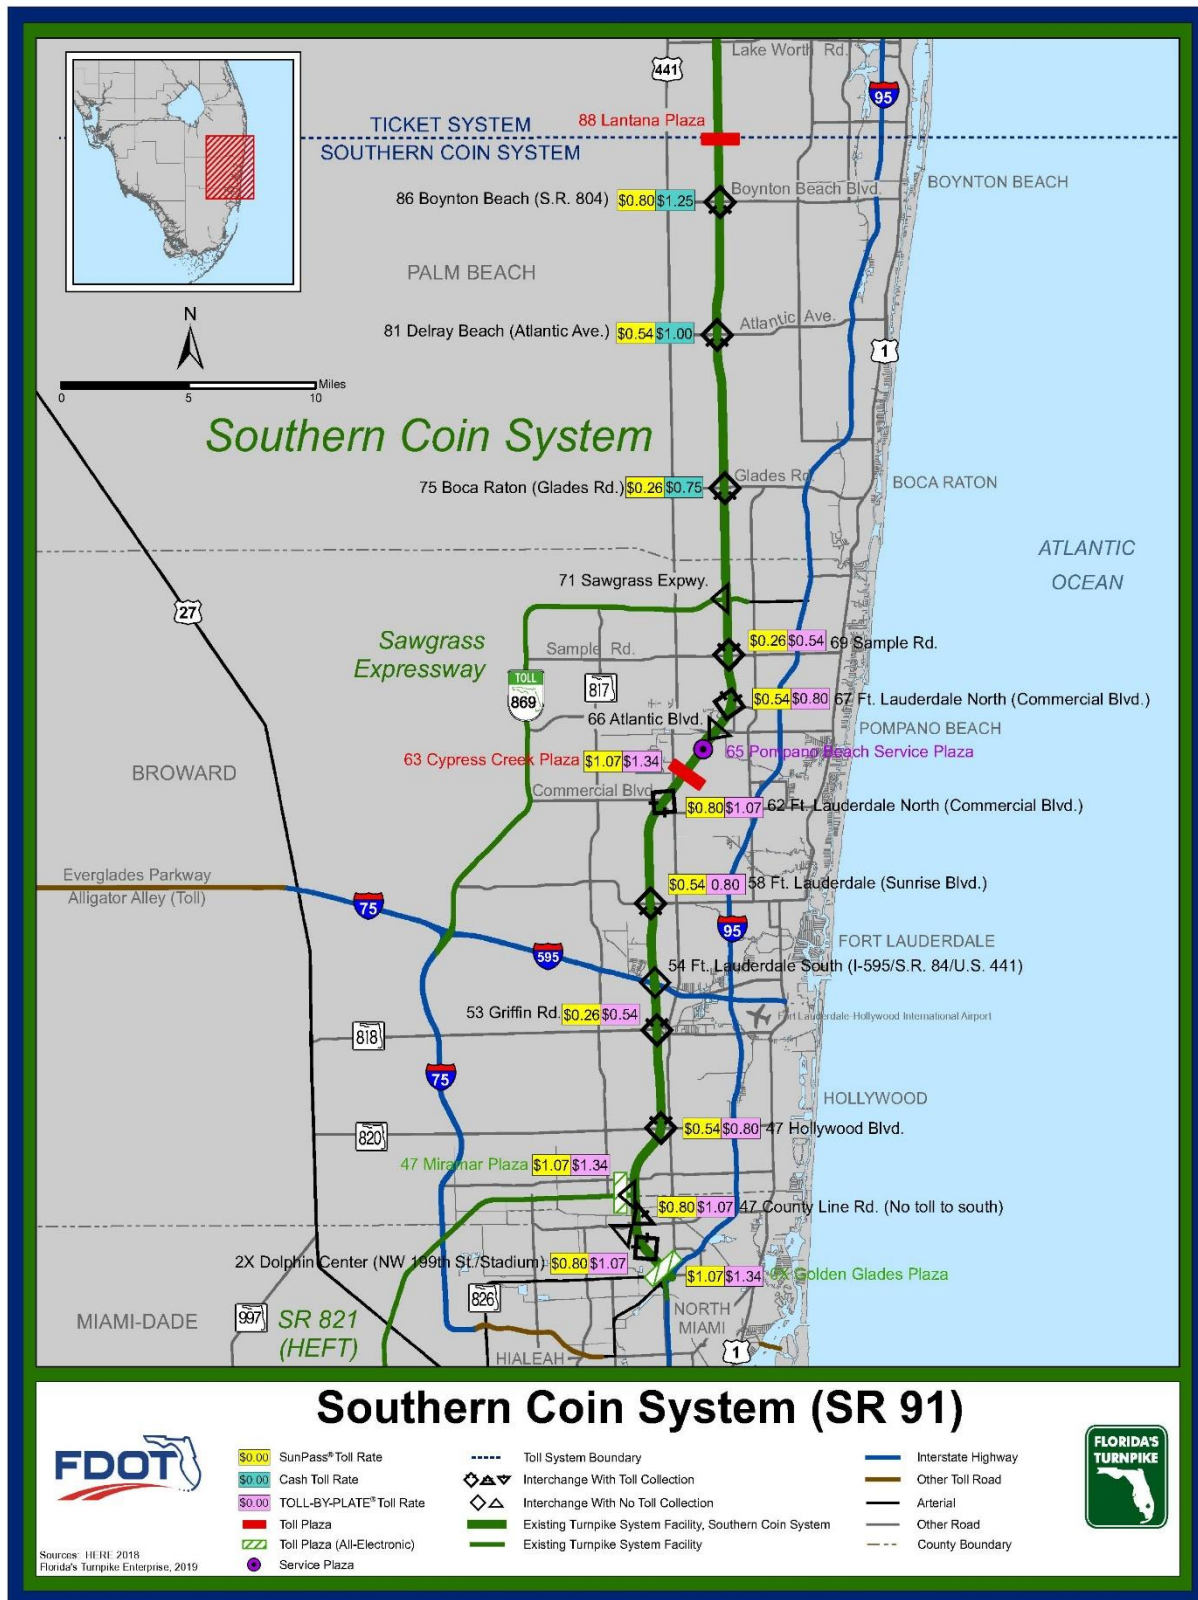 Lake Worth Rd.
441
95
88 Lantana Plaza
TICKET SYSTEM
SOUTHERN COIN SYSTEM
86 Boynton Beach (S.R. 804) $0.80 $1.25
Boynton Beach Blvd.
BOYNTON BEACH
PALM BEACH
N
81 Delray Beach (Atlantic Ave.) $0.54 $1.00
Atlantic Ave.
1
Miles
0 5 10
Southern Coin System
75 Boca Raton (Glades Rd.) $0.26 $0.75
Glades Rd.
BOCA RATON
ATLANTIC
OCEAN
71 Sawgrass Expwy.
27
Sawgrass
Expressway
Sample Rd.
$0.26 $0.54 69 Sample Rd.
TOLL
869
817
$0.54 $0.80 67 Ft. Lauderdale North (Commercial Blvd.)
66 Atlantic Blvd.
POMPANO BEACH
65 Pompano Beach Service Plaza
63 Cypress Creek Plaza $1.07 $1.34
BROWARD
Commercial Blvd.
$0.80 $1.07 62 Ft. Lauderdale North (Commercial Blvd.)
Everglades Parkway
Alligator Alley (Toll)
$0.54 0.80 58 Ft. Lauderdale (Sunrise Blvd.)
75
95
595
FORT LAUDERDALE
54 Ft. Lauderdale South (I-595/S.R. 84/U.S. 441)
53 Griffin Rd. $0.26 $0.54
Fort Lauderdale-Hollywood International Airport
818
75
HOLLYWOOD
820
$0.54 $0.80 47 Hollywood Blvd.
47 Miramar Plaza $1.07 $1.34
$0.80 $1.07 47 County Line Rd. (No toll to south)
2X Dolphin Center (NW 199th St./Stadium) $0.80 $1.07
$1.07 $1.34 0X Golden Glades Plaza
826
997
MIAMI-DADE
SR 821
(HEFT)
NORTH
MIAMI
HIALEAH
1
Southern Coin System (SR 91)
FDOT
$0.00 SunPass® Toll Rate
$0.00 Cash Toll Rate
$0.00 TOLL-BY-PLATE® Toll Rate
Toll Plaza
Toll Plaza (All-Electronic)
Service Plaza
Toll System Boundary
Interchange With Toll Collection
Interchange With No Toll Collection
Existing Turnpike System Facility, Southern Coin System
Existing Turnpike System Facility
Interstate Highway
Other Toll Road
Arterial
Other Road
County Boundary
FLORIDA'S
TURNPIKE
Sources: HERE 2018
Florida's Turnpike Enterprise, 2019